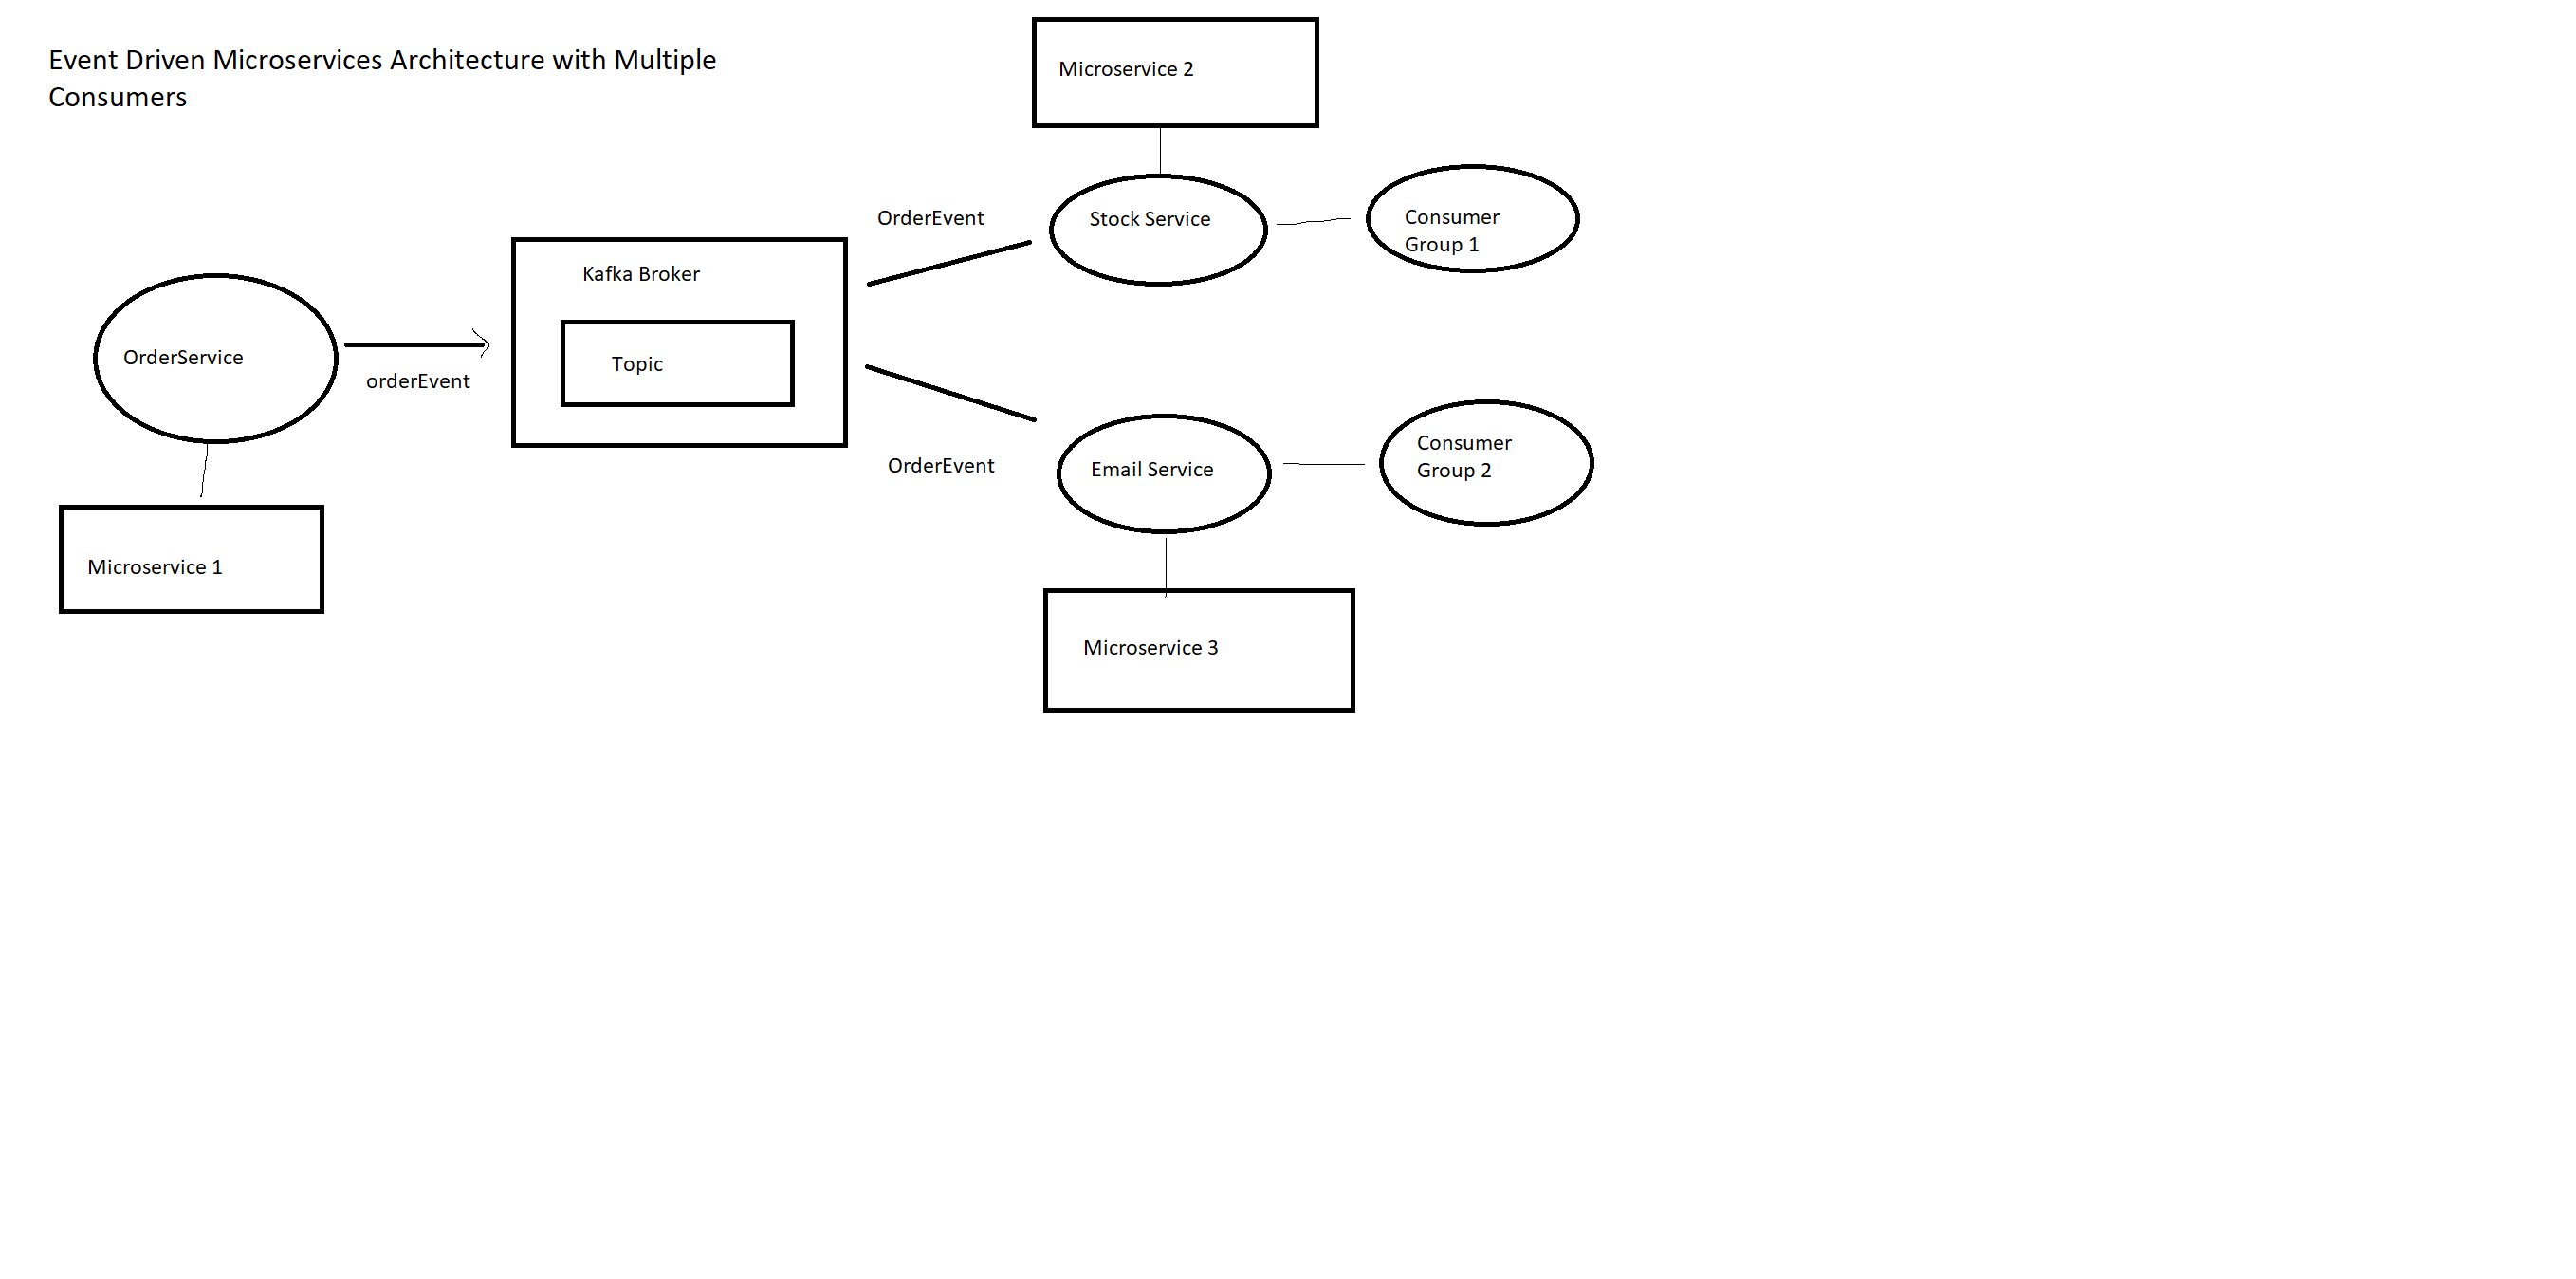 Event Driven Microservices Architecture with Multiple
Consumers
Microservice 2
OrderEvent
Stock Service
Consumer
Group 1
Kafka Broker
Topic
OrderService
orderEvent
OrderEvent
Email Service
Consumer
Group 2
Microservice 1
Microservice 3